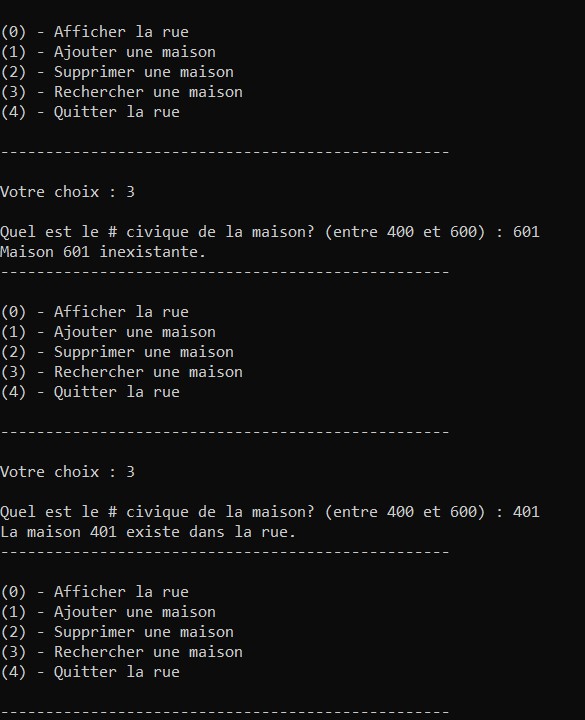 (0) - Afficher la rue
(1) - Ajouter une maison
(2) - Supprimer une maison
(3) - Rechercher une maison
(4) - Quitter la rue
--------------------------------------------------
Votre choix : 3
Quel est le # civique de la maison? (entre 400 et 600) : 601
Maison 601 inexistante.
--------------------------------------------------
(0) - Afficher la rue
(1) - Ajouter une maison
(2) - Supprimer une maison
(3) - Rechercher une maison
(4) - Quitter la rue
--------------------------------------------------
Votre choix : 3
Quel est le # civique de la maison? (entre 400 et 600) : 401
La maison 401 existe dans la rue.
--------------------------------------------------
(0) - Afficher la rue
(1) - Ajouter une maison
(2) - Supprimer une maison
(3) - Rechercher une maison
(4) - Quitter la rue
--------------------------------------------------